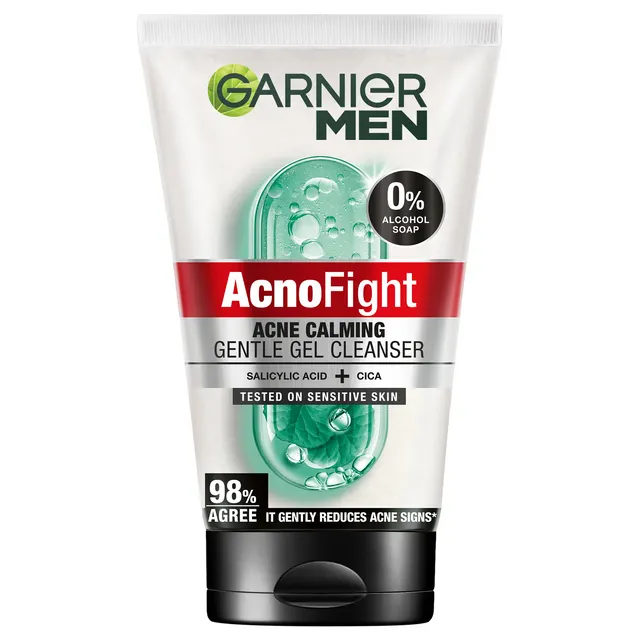 GARNIER
MEN
0%
ALCOHOL
SOAP
AcnoFight
ACNE CALMING
GENTLE GEL CLEANSER
SALICYLIC ACID + CICA
TESTED ON SENSITIVE SKIN
98%
AGREE IT GENTLY REDUCES ACNE SIGNS*